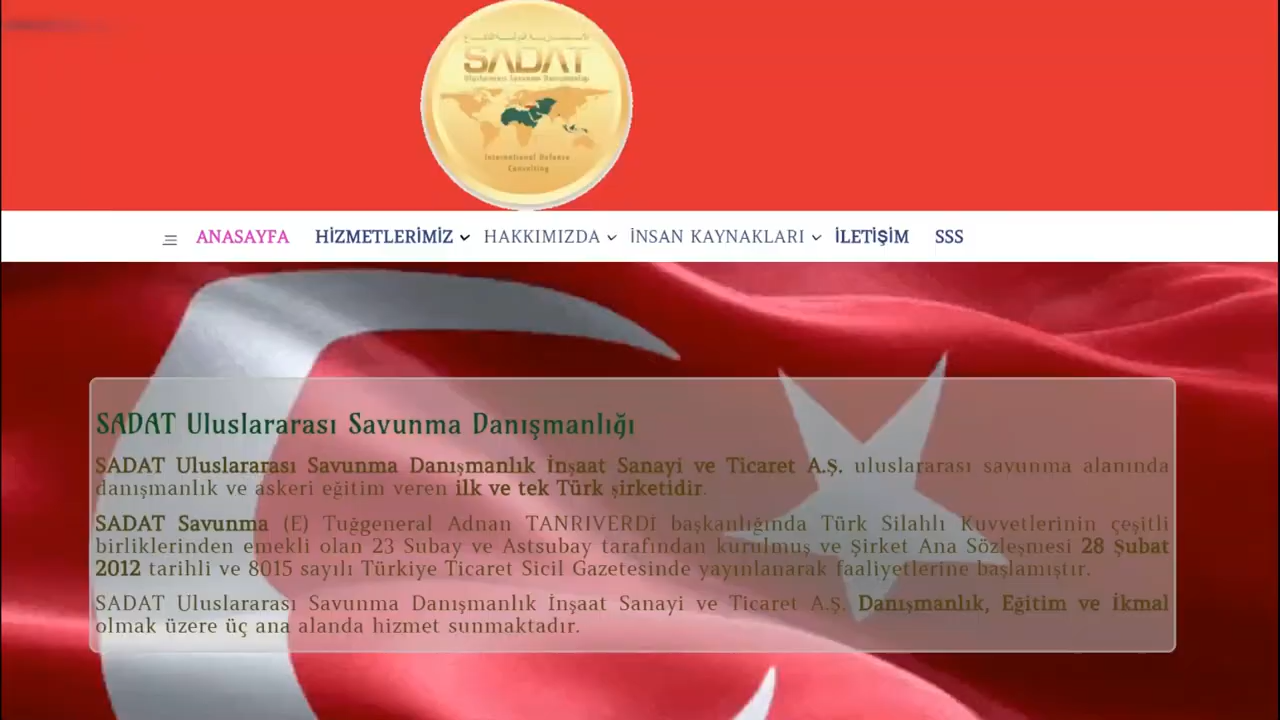 SADAT
Uluslararası Savunma Danışmanlığı
International Defense
Consulting
ANASAYFA HİZMETLERİMİZ HAKKIMIZDA İNSAN KAYNAKLARI İLETİŞİM SSS
SADAT Uluslararası Savunma Danışmanlığı
SADAT Uluslararası Savunma Danışmanlık İnşaat Sanayi ve Ticaret A.Ş. uluslararası savunma alanında
danışmanlık ve askeri eğitim veren ilk ve tek Türk şirketidir.
SADAT Savunma (E) Tuğgeneral Adnan TANRIVERDİ başkanlığında Türk Silahlı Kuvvetlerinin çeşitli
birliklerinden emekli olan 23 Subay ve Astsubay tarafından kurulmuş ve Şirket Ana Sözleşmesi 28 Şubat
2012 tarihli ve 8015 sayılı Türkiye Ticaret Sicil Gazetesinde yayınlanarak faaliyetlerine başlamıştır.
SADAT Uluslararası Savunma Danışmanlık İnşaat Sanayi ve Ticaret A.Ş. Danışmanlık, Eğitim ve İkmal
olmak üzere üç ana alanda hizmet sunmaktadır.